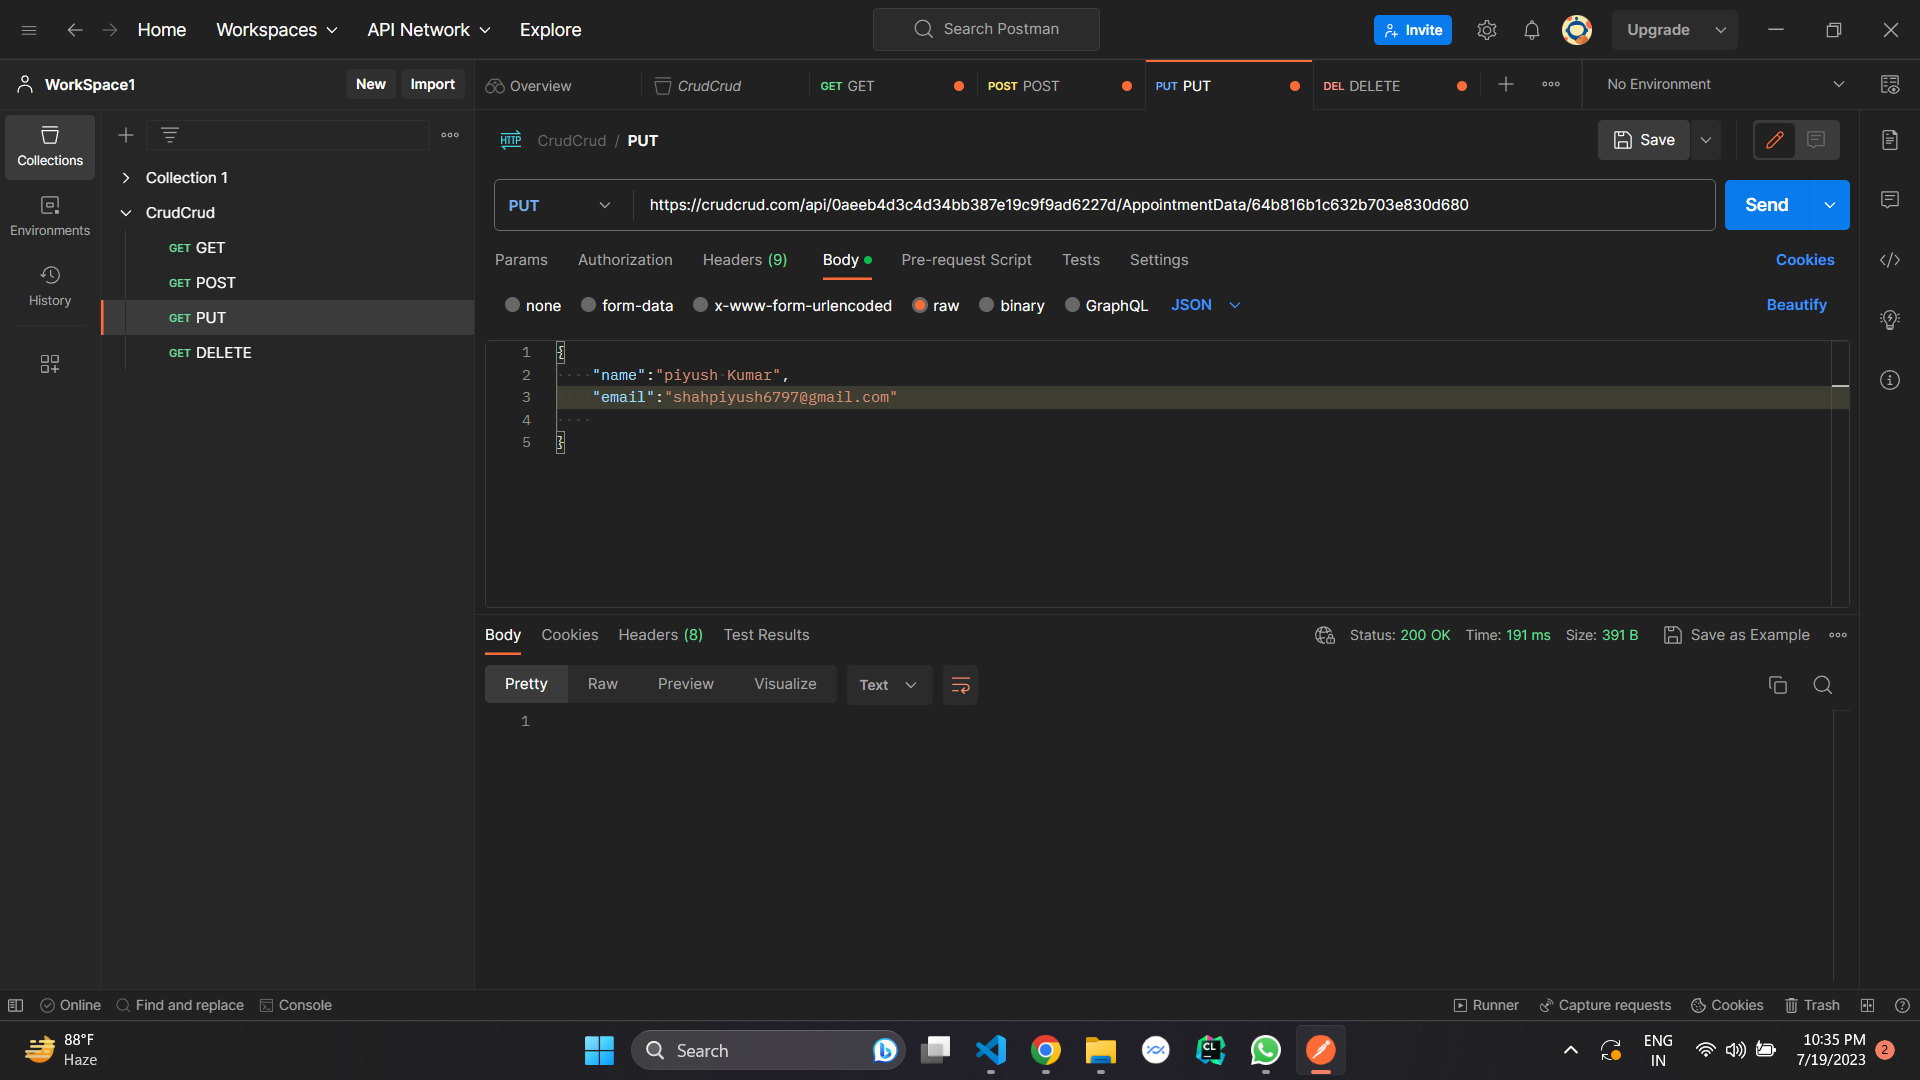 Home Workspaces API Network Explore Search Postman Invite Upgrade
WorkSpace1 New Import Overview CrudCrud GET GET POST POST PUT PUT DEL DELETE No Environment
Collections
Environments
History
Collection 1
CrudCrud
GET GET
GET POST
GET PUT
GET DELETE
HTTP CrudCrud / PUT Save
PUT https://crudcrud.com/api/0aeeb4d3c4d34bb387e19c9f9ad6227d/AppointmentData/64b816b1c632b703e830d680 Send
Params Authorization Headers (9) Body Pre-request Script Tests Settings Cookies
none form-data x-www-form-urlencoded raw binary GraphQL JSON Beautify
1 {
2 "name":"piyush Kumar",
3 "email":"shahpiyush6797@gmail.com"
4
5 }
Body Cookies Headers (8) Test Results Status: 200 OK Time: 191 ms Size: 391 B Save as Example
Pretty Raw Preview Visualize Text
1
Online Find and replace Console Runner Capture requests Cookies Trash
88°F
Haze
Search
CL
ENG
IN
10:35 PM
7/19/2023
2